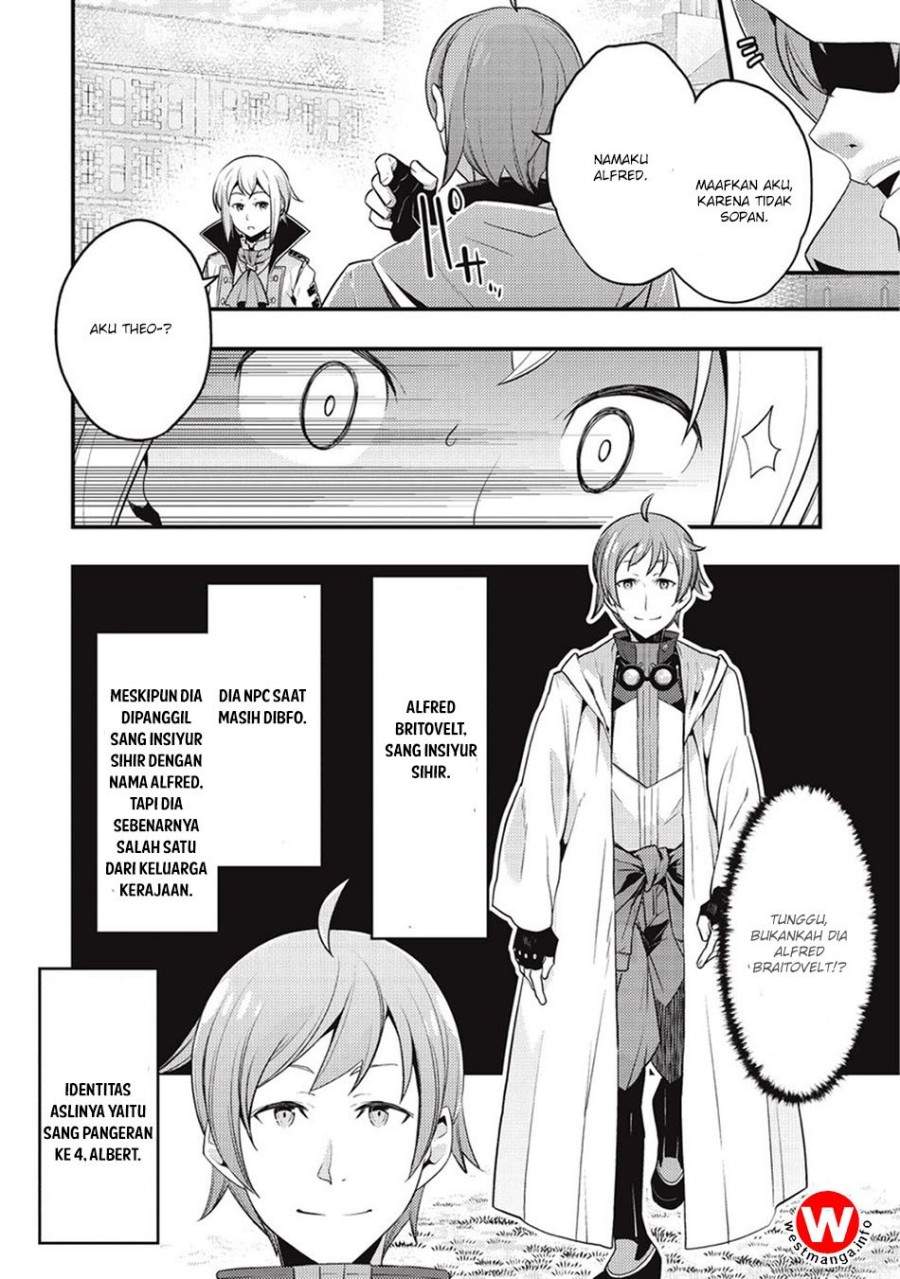 MAAFKAN AKU,
KARENA TIDAK
SOPAN.
NAMAKU
ALFRED.
AKU THEO-?
TUNGGU,
BUKANKAH DIA
ALFRED
BRAITOVELT!?
ALFRED
BRITOVELT,
SANG INSIYUR
SIHIR.
DIA NPC SAAT
MASIH DIBFO.
MESKIPUN DIA
DIPANGGIL
SANG INSIYUR
SIHIR DENGAN
NAMA ALFRED,
TAPI DIA
SEBENARNYA
SALAH SATU
DARI KELUARGA
KERAJAAN.
IDENTITAS
ASLINYA YAITU
SANG PANGERAN
KE 4, ALBERT.
W
westmanga.info